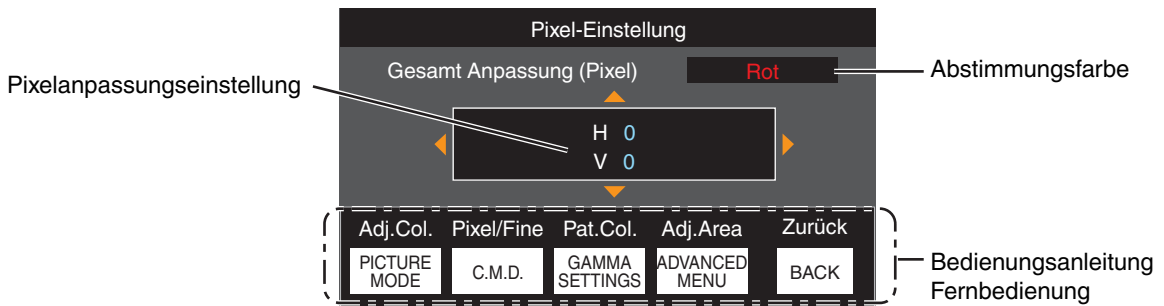 Pixel-Einstellung
Gesamt Anpassung (Pixel) Rot
Abstimmungsfarbe
Pixelanpassungseinstellung
H 0
V 0
Adj.Col. Pixel/Fine Pat.Col. Adj.Area Zurück
PICTURE MODE C.M.D. GAMMA SETTINGS ADVANCED MENU BACK
Bedienungsanleitung
Fernbedienung